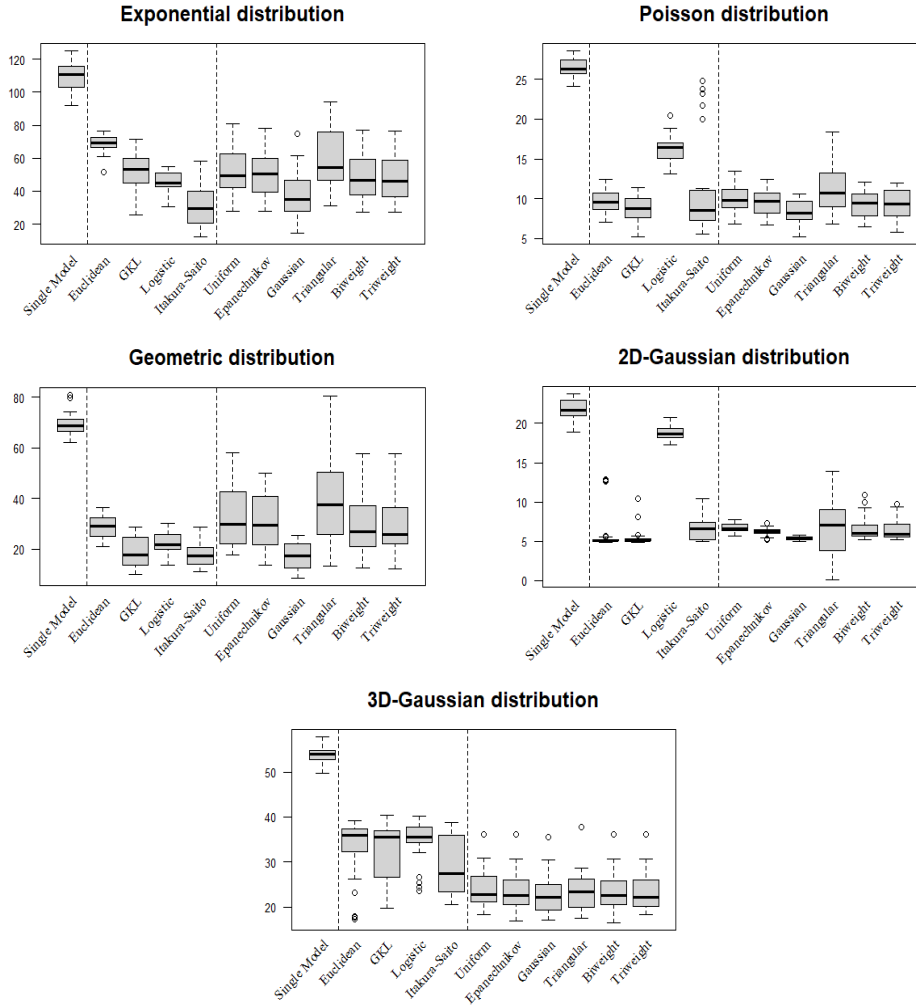 Exponential distribution
120
100
80
60
40
20
Single Model
Euclidean
GKL
Logistic
Itakura-Saito
Uniform
Epanechnikov
Gaussian
Triangular
Biweight
Triweight
Poisson distribution
25
20
15
10
5
Single Model
Euclidean
GKL
Logistic
Itakura-Saito
Uniform
Epanechnikov
Gaussian
Triangular
Biweight
Triweight
Geometric distribution
80
60
40
20
Single Model
Euclidean
GKL
Logistic
Itakura-Saito
Uniform
Epanechnikov
Gaussian
Triangular
Biweight
Triweight
2D-Gaussian distribution
20
15
10
5
0
Single Model
Euclidean
GKL
Logistic
Itakura-Saito
Uniform
Epanechnikov
Gaussian
Triangular
Biweight
Triweight
3D-Gaussian distribution
50
40
30
20
Single Model
Euclidean
GKL
Logistic
Itakura-Saito
Uniform
Epanechnikov
Gaussian
Triangular
Biweight
Triweight